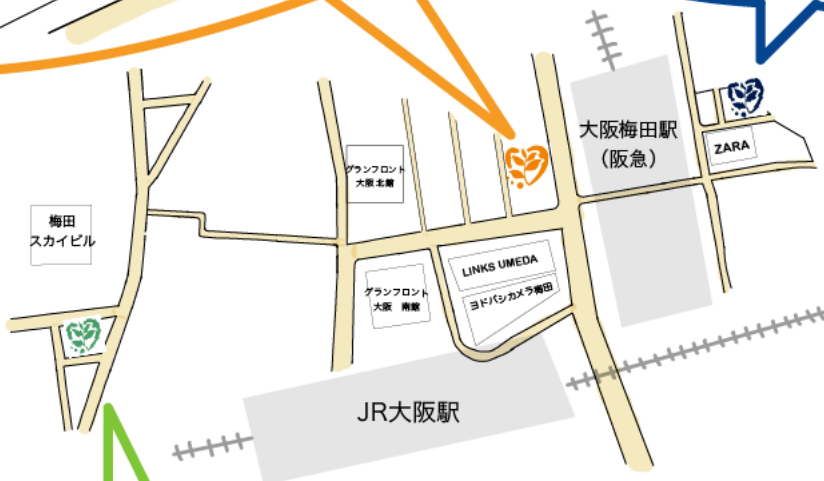 大阪梅田駅
（阪急）
ZARA
グランフロント
大阪 北館
梅田
スカイビル
LINKS UMEDA
ヨドバシカメラ梅田
グランフロント
大阪 南館
JR大阪駅